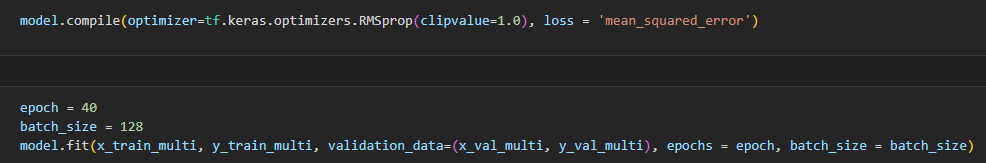 model.compile(optimizer=tf.keras.optimizers.RMSprop(clipvalue=1.0), loss = 'mean_squared_error')
epoch = 40
batch_size = 128
model.fit(x_train_multi, y_train_multi, validation_data=(x_val_multi, y_val_multi), epochs = epoch, batch_size = batch_size)